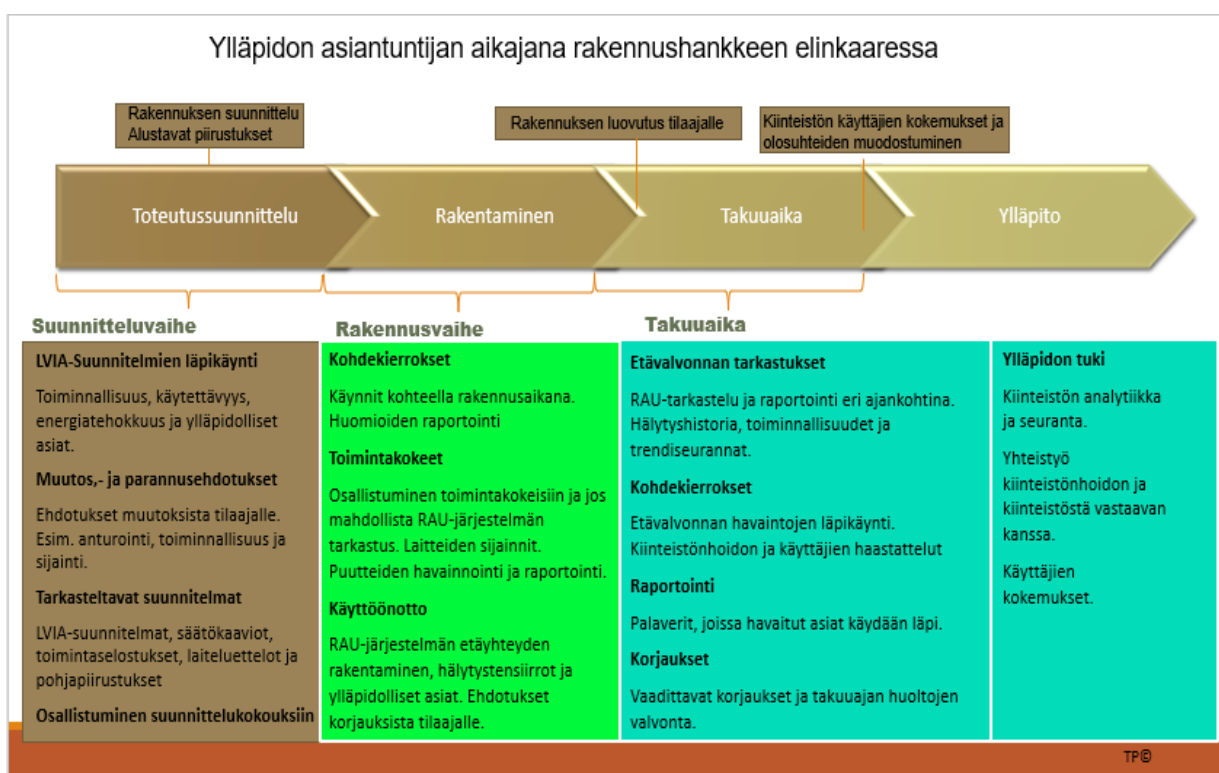 Ylläpidon asiantuntijan aikajana rakennushankkeen elinkaaressa
Rakennuksen suunnittelu
Alustavat piirustukset
Rakennuksen luovutus tilaajalle
Kiinteistön käyttäjien kokemukset ja
olosuhteiden muodostuminen
Toteutussuunnittelu
Rakentaminen
Takuuaika
Ylläpito
Suunnitteluvaihe
LVIA-Suunnitelmien läpikäynti
Toiminnallisuus, käytettävyys,
energiatehokkuus ja ylläpidolliset
asiat.
Muutos,- ja parannusehdotukset
Ehdotukset muutoksista tilaajalle.
Esim. anturointi, toiminnallisuus ja
sijainti.
Tarkasteltavat suunnitelmat
LVIA-suunnitelmat, säätökaaviot,
toimintaselostukset, laiteluettelot ja
pohjapiirustukset
Osallistuminen suunnittelukokouksiin
Rakennusvaihe
Kohdekierrokset
Käynnit kohteella rakennusaikana.
Huomioiden raportointi
Toimintakokeet
Osallistuminen toimintakokeisiin ja jos
mahdollista RAU-järjestelmän
tarkastus. Laitteiden sijainnit.
Puutteiden havainnointi ja raportointi.
Käyttöönotto
RAU-järjestelmän etäyhteyden
rakentaminen, hälytystensiirrot ja
ylläpidolliset asiat. Ehdotukset
korjauksista tilaajalle.
Takuuaika
Etävalvonnan tarkastukset
RAU-tarkastelu ja raportointi eri ajankohtina.
Hälytyshistoria, toiminnallisuudet ja
trendiseurannat.
Kohdekierrokset
Etävalvonnan havaintojen läpikäynti.
Kiinteistönhoidon ja käyttäjien haastattelut
Raportointi
Palaverit, joissa havaitut asiat käydään läpi.
Korjaukset
Vaadittavat korjaukset ja takuuajan huoltojen
valvonta.
Ylläpidon tuki
Kiinteistön analytiikka
ja seuranta.
Yhteistyö
kiinteistönhoidon ja
kiinteistöstä vastaavan
kanssa.
Käyttäjien
kokemukset.
TP©